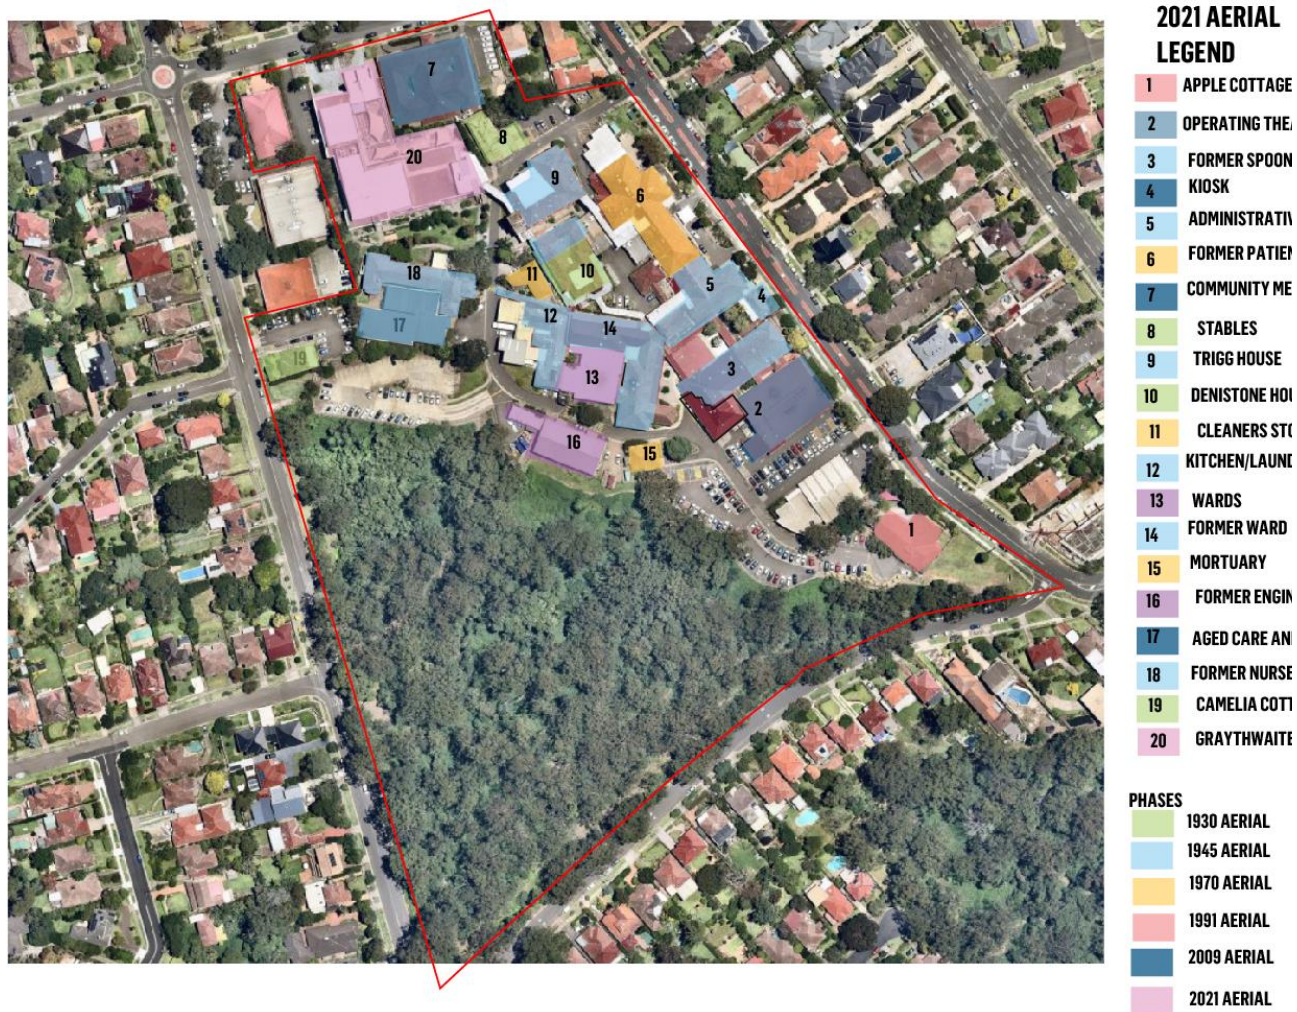 2021 AERIAL
LEGEND
1 APPLE COTTAGE
2 OPERATING THEA
3 FORMER SPOON
4 KIOSK
5 ADMINISTRATIV
6 FORMER PATIEN
7 COMMUNITY ME
8 STABLES
9 TRIGG HOUSE
10 DENISTONE HOU
11 CLEANERS STO
12 KITCHEN/LAUND
13 WARDS
14 FORMER WARD
15 MORTUARY
16 FORMER ENGIN
17 AGED CARE AN
18 FORMER NURSE
19 CAMELIA COTT
20 GRAYTHWAITE
PHASES
1930 AERIAL
1945 AERIAL
1970 AERIAL
1991 AERIAL
2009 AERIAL
2021 AERIAL
7
8
20
9
6
18
11
10
5
4
12
14
17
19
13
3
2
16
15
1